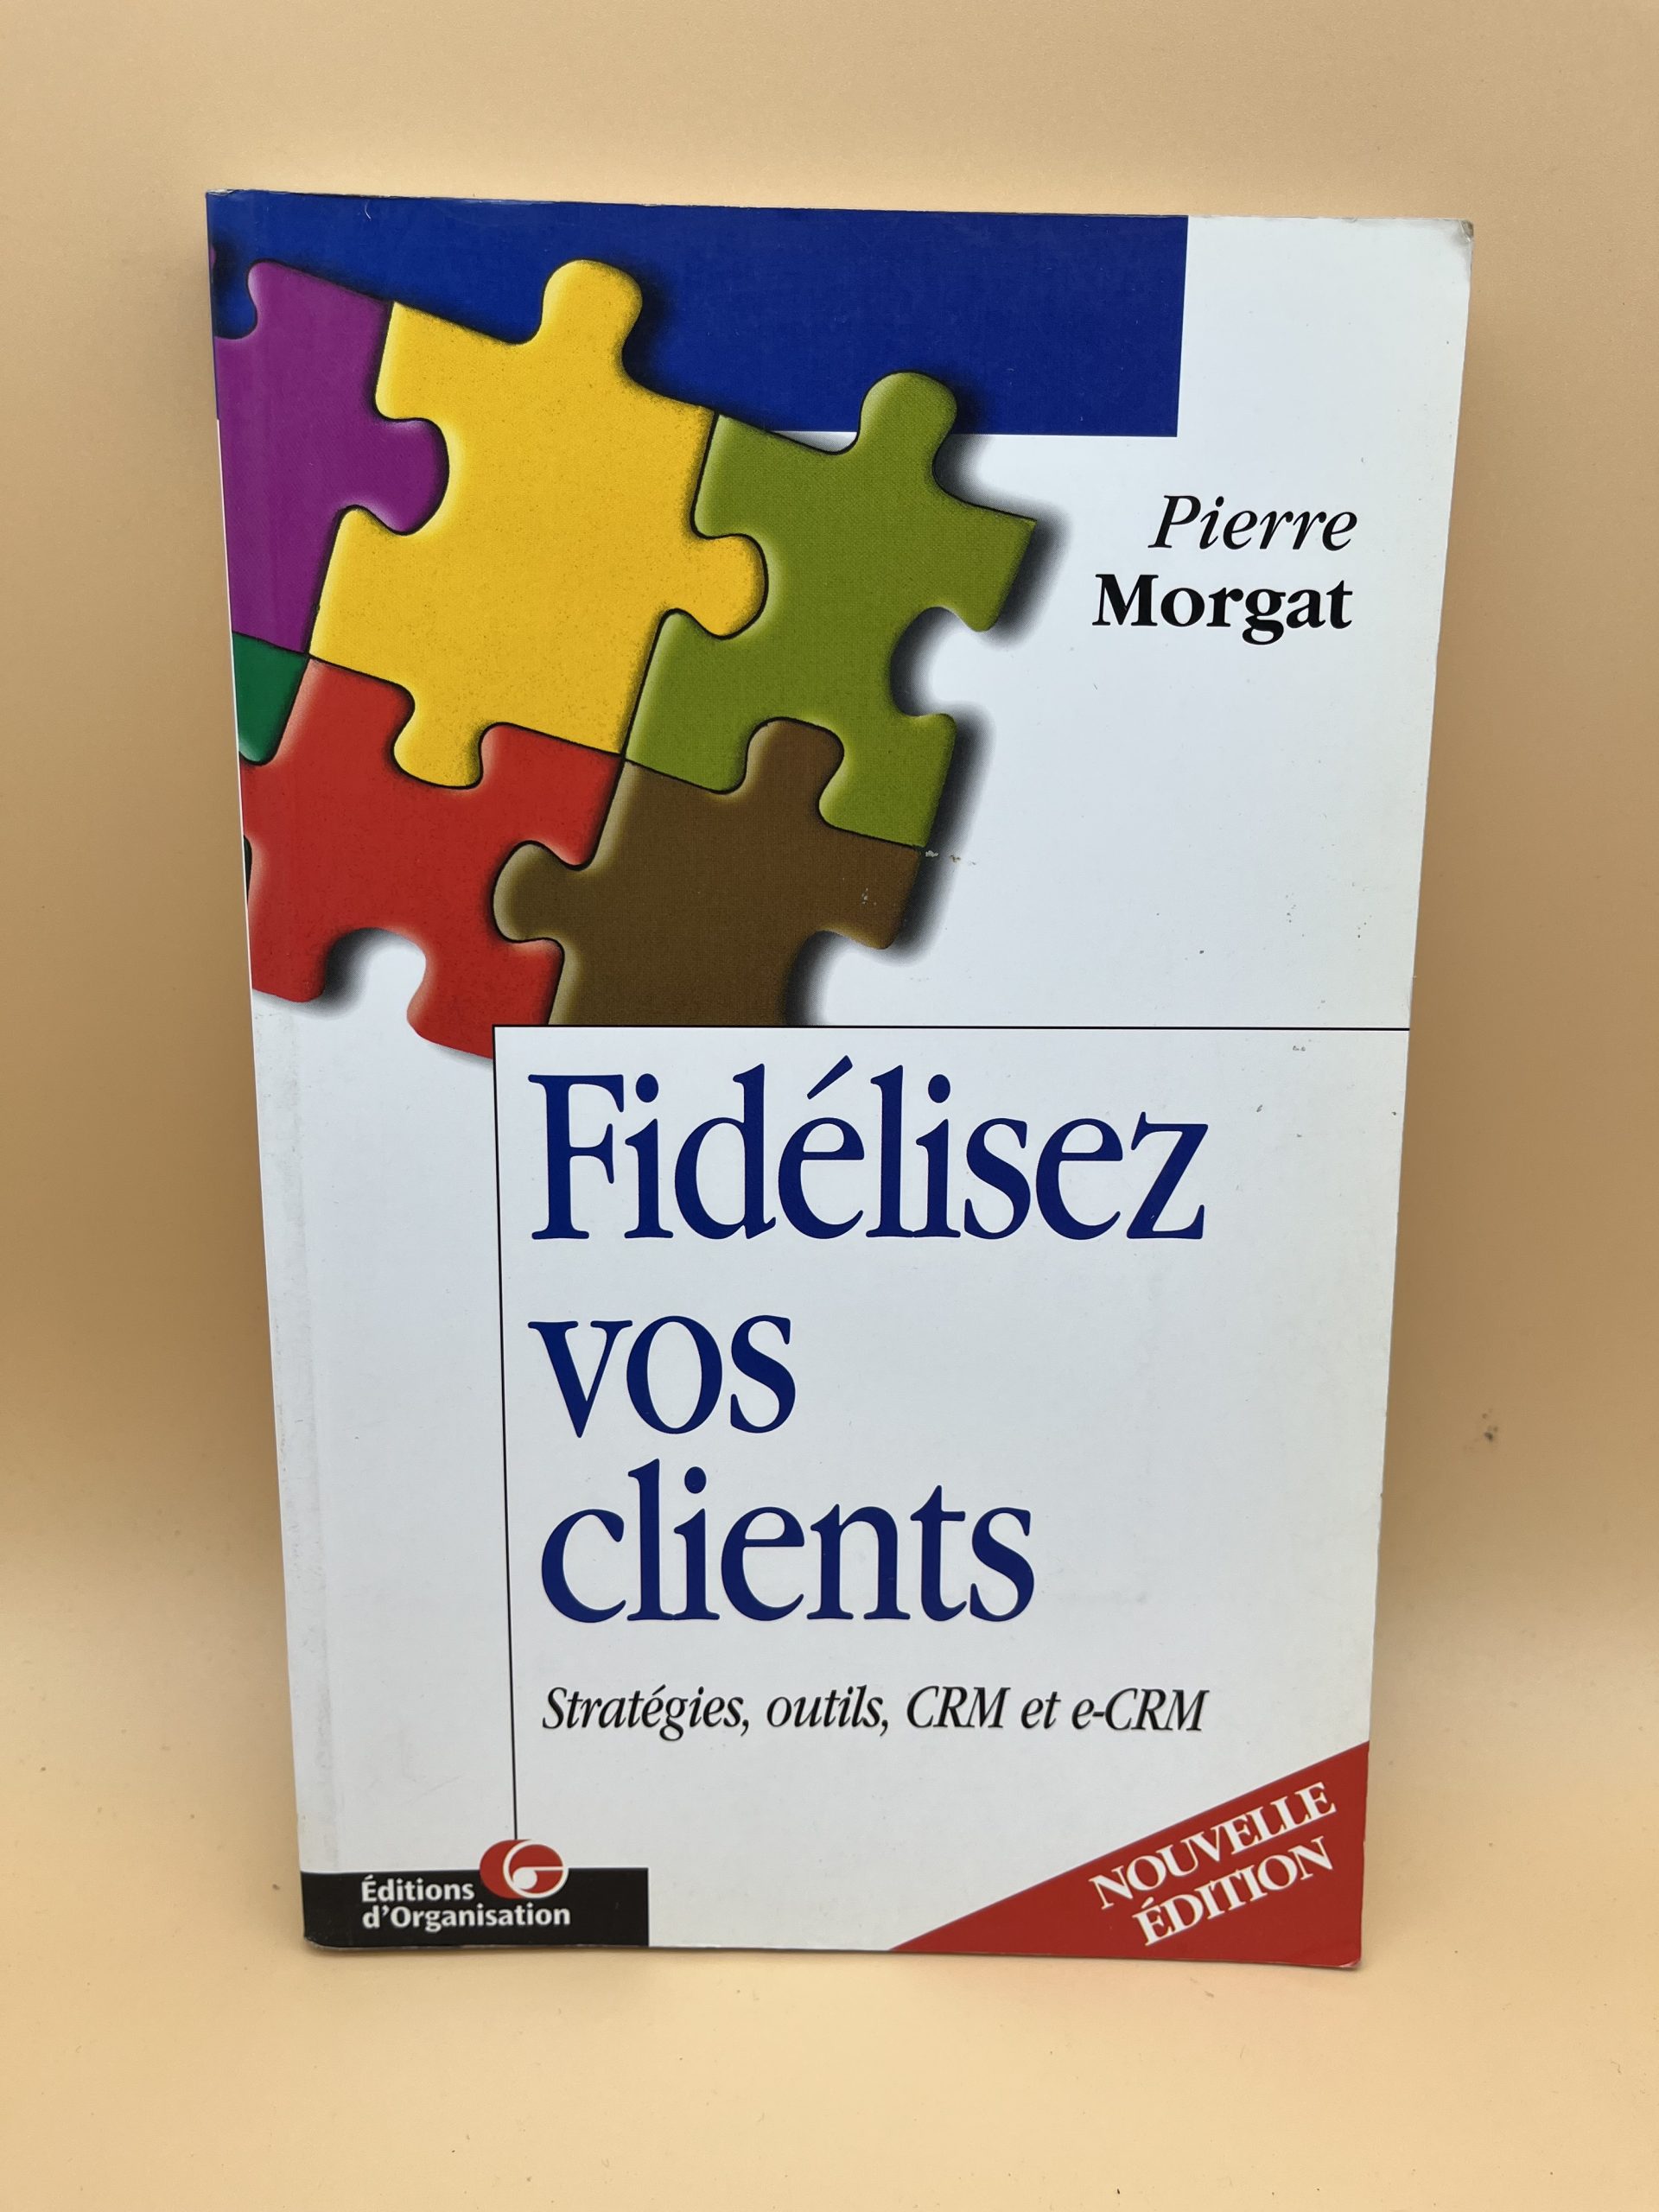 Pierre
Morgat
Fidélisez
vos
clients
Stratégies, outils, CRM et e-CRM
NOUVELLE
ÉDITION
Éditions
d'Organisation